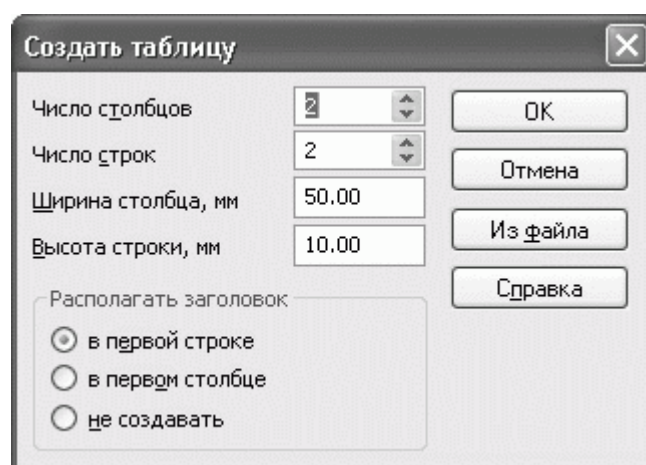 Создать таблицу
Число столбцов 2 OK
Число строк 2 Отмена
Ширина столбца, мм 50.00
Высота строки, мм 10.00 Из файла
Справка
Располагать заголовок
в первой строке
в первом столбце
не создавать